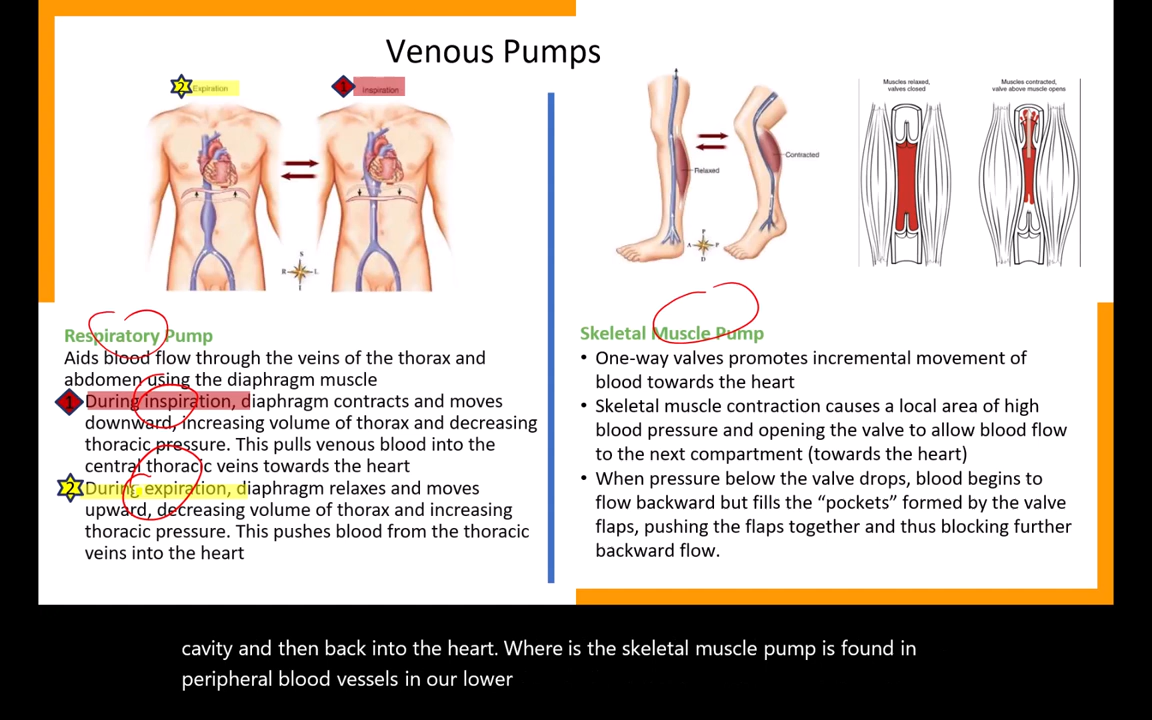 Venous Pumps
2 Expiration
1 Inspiration
S
R L
I
Relaxed
Contracted
P
A P
D
Muscles relaxed,
valves closed
Muscles contracted,
valve above muscle opens
Respiratory Pump
Aids blood flow through the veins of the thorax and
abdomen using the diaphragm muscle
1 During inspiration, diaphragm contracts and moves
downward, increasing volume of thorax and decreasing
thoracic pressure. This pulls venous blood into the
central thoracic veins towards the heart
2 During expiration, diaphragm relaxes and moves
upward, decreasing volume of thorax and increasing
thoracic pressure. This pushes blood from the thoracic
veins into the heart
Skeletal Muscle Pump
• One-way valves promotes incremental movement of
blood towards the heart
• Skeletal muscle contraction causes a local area of high
blood pressure and opening the valve to allow blood flow
to the next compartment (towards the heart)
• When pressure below the valve drops, blood begins to
flow backward but fills the “pockets” formed by the valve
flaps, pushing the flaps together and thus blocking further
backward flow.
cavity and then back into the heart. Where is the skeletal muscle pump is found in
peripheral blood vessels in our lower